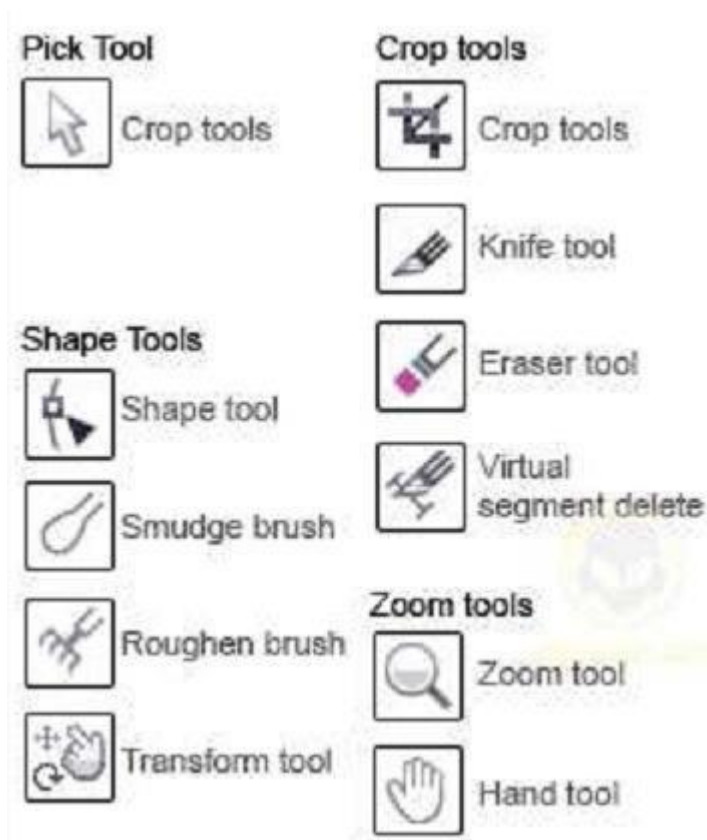 Pick Tool
Crop tools
Shape Tools
Shape tool
Smudge brush
Roughen brush
Transform tool
Crop tools
Crop tools
Knife tool
Eraser tool
Virtual
segment delete
Zoom tools
Zoom tool
Hand tool